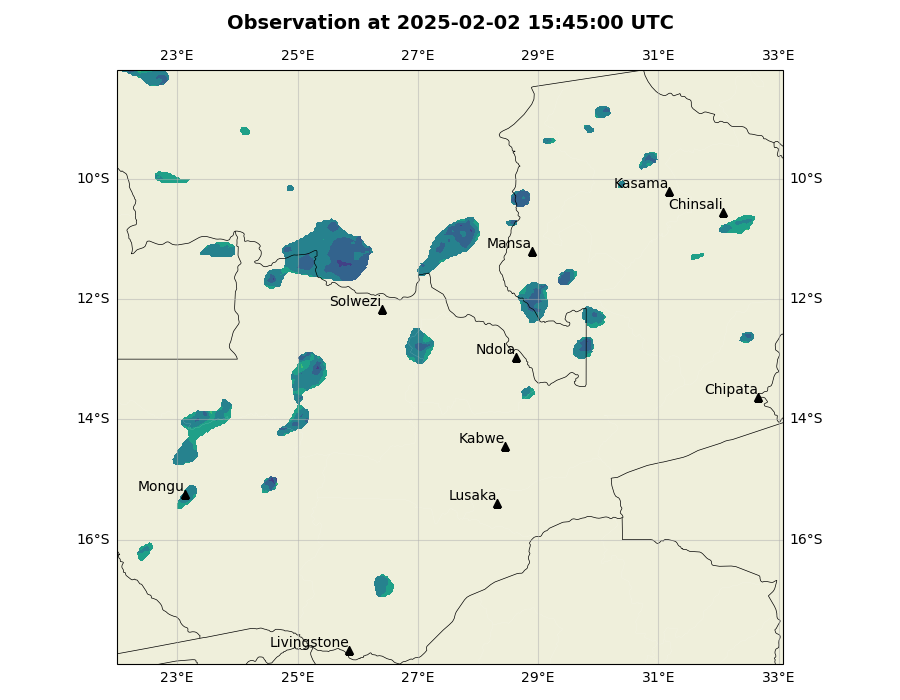 Observation at 2025-02-02 15:45:00 UTC
23°E 25°E 27°E 29°E 31°E 33°E
10°S 10°S
Kasama
Chinsali
Mansa
12°S 12°S
Solwezi
Ndola
Chipata
14°S 14°S
Kabwe
Mongu
Lusaka
16°S 16°S
Livingstone
23°E 25°E 27°E 29°E 31°E 33°E